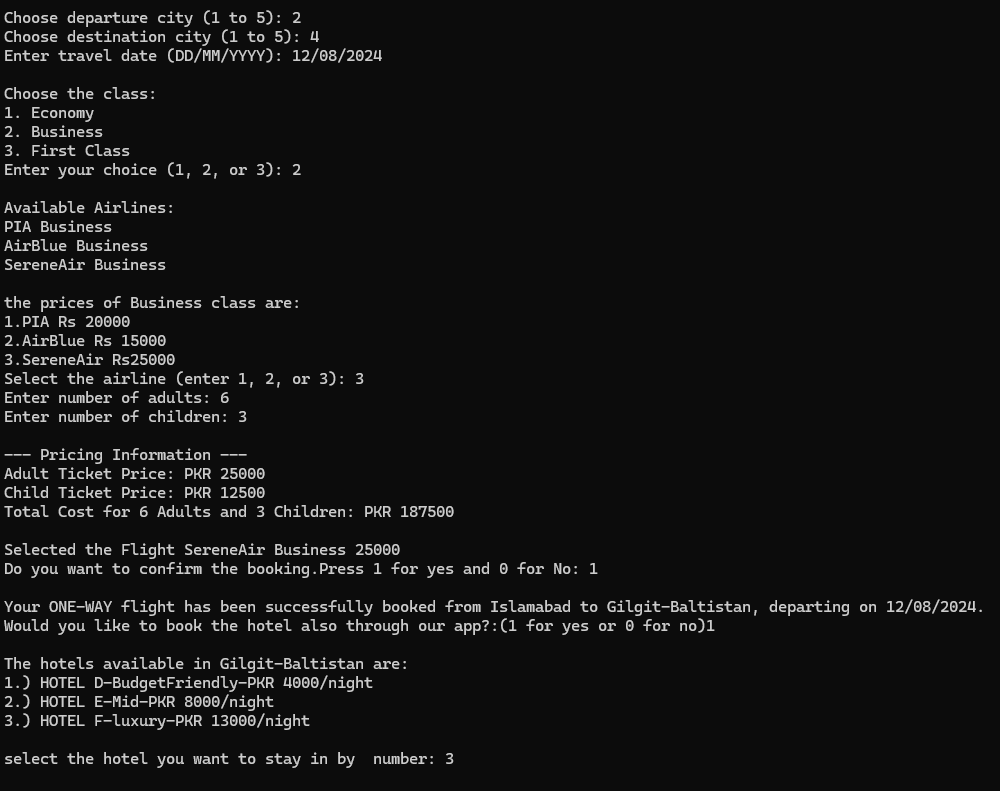 Choose departure city (1 to 5): 2
Choose destination city (1 to 5): 4
Enter travel date (DD/MM/YYYY): 12/08/2024
Choose the class:
1. Economy
2. Business
3. First Class
Enter your choice (1, 2, or 3): 2
Available Airlines:
PIA Business
AirBlue Business
SereneAir Business
the prices of Business class are:
1.PIA Rs 20000
2.AirBlue Rs 15000
3.SereneAir Rs25000
Select the airline (enter 1, 2, or 3): 3
Enter number of adults: 6
Enter number of children: 3
--- Pricing Information ---
Adult Ticket Price: PKR 25000
Child Ticket Price: PKR 12500
Total Cost for 6 Adults and 3 Children: PKR 187500
Selected the Flight SereneAir Business 25000
Do you want to confirm the booking.Press 1 for yes and 0 for No: 1
Your ONE-WAY flight has been successfully booked from Islamabad to Gilgit-Baltistan, departing on 12/08/2024.
Would you like to book the hotel also through our app?:(1 for yes or 0 for no)1
The hotels available in Gilgit-Baltistan are:
1.) HOTEL D-BudgetFriendly-PKR 4000/night
2.) HOTEL E-Mid-PKR 8000/night
3.) HOTEL F-luxury-PKR 13000/night
select the hotel you want to stay in by  number: 3